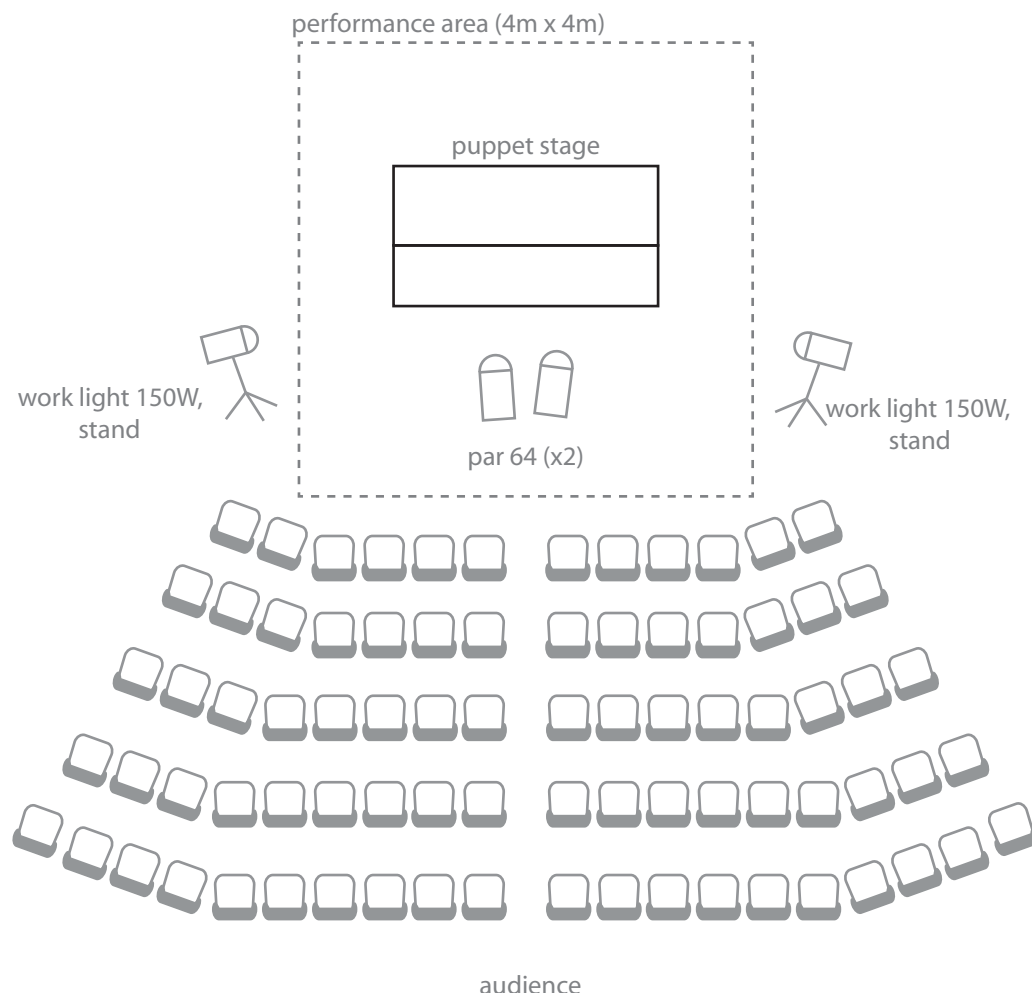 performance area (4m x 4m)
puppet stage
work light 150W,
stand
work light 150W,
stand
par 64 (x2)
audience